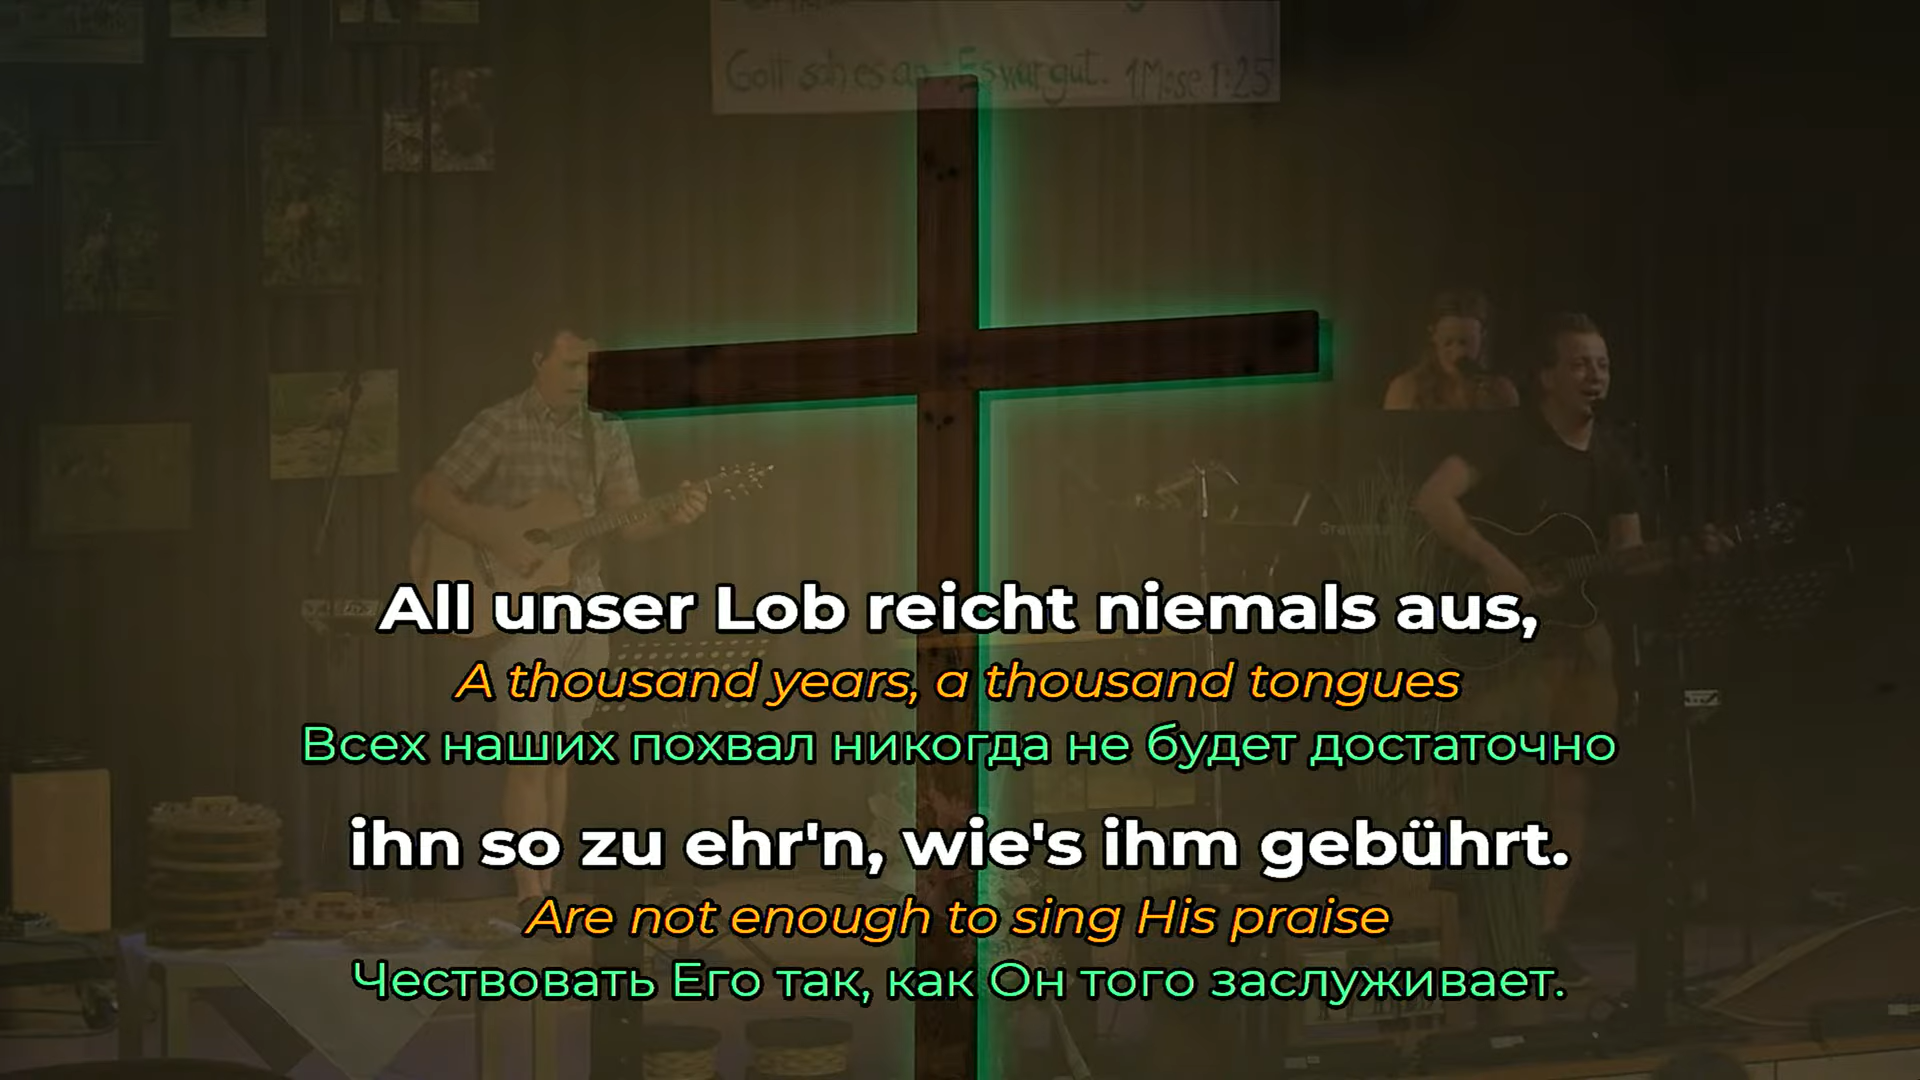 Gott sah es an. Es war gut. 1Mose 1:25
All unser Lob reicht niemals aus,
A thousand years, a thousand tongues
Всех наших похвал никогда не будет достаточно
ihn so zu ehr'n, wie's ihm gebührt.
Are not enough to sing His praise
Чествовать Его так, как Он того заслуживает.